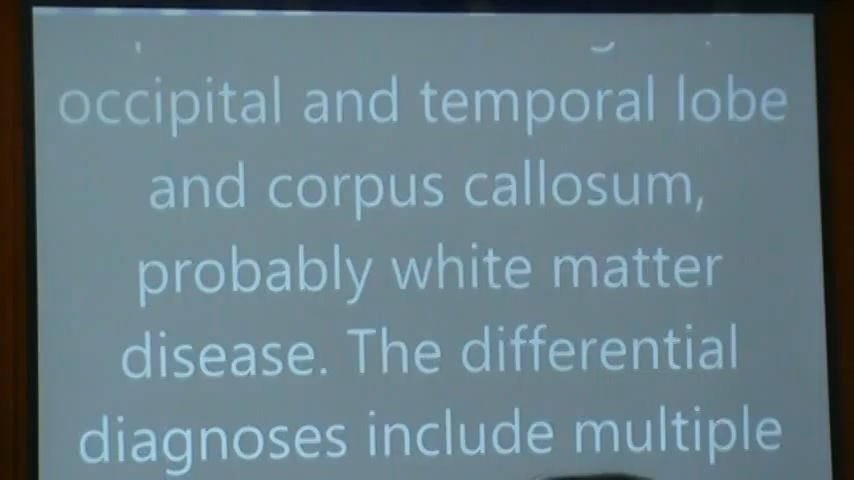 occipital and temporal lobe
and corpus callosum,
probably white matter
disease. The differential
diagnoses include multiple